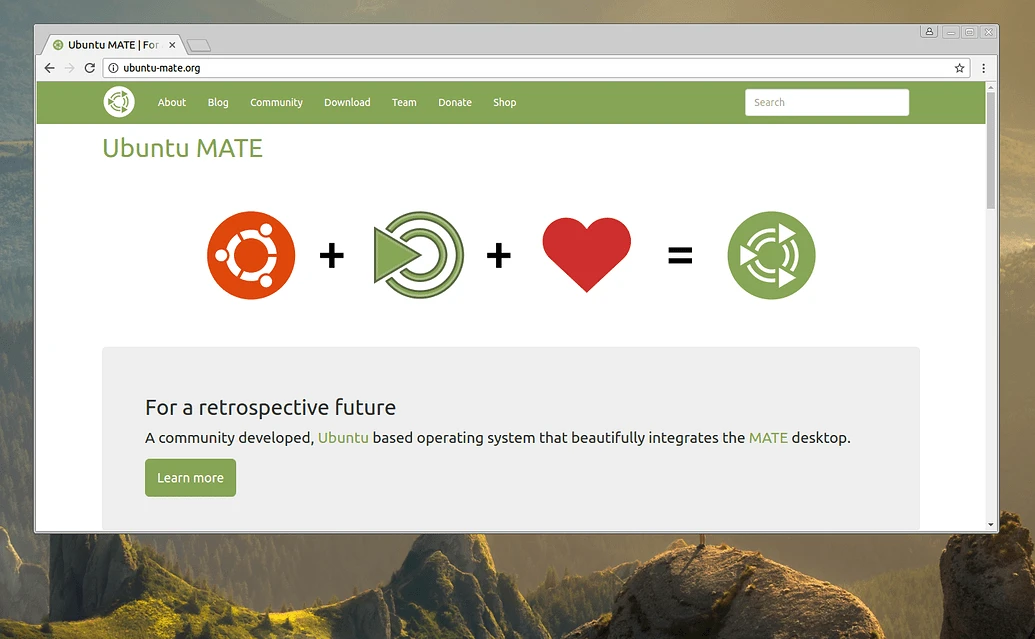 Ubuntu MATE | For
ubuntu-mate.org
About Blog Community Download Team Donate Shop Search
Ubuntu MATE
+ + =
For a retrospective future
A community developed, Ubuntu based operating system that beautifully integrates the MATE desktop.
Learn more